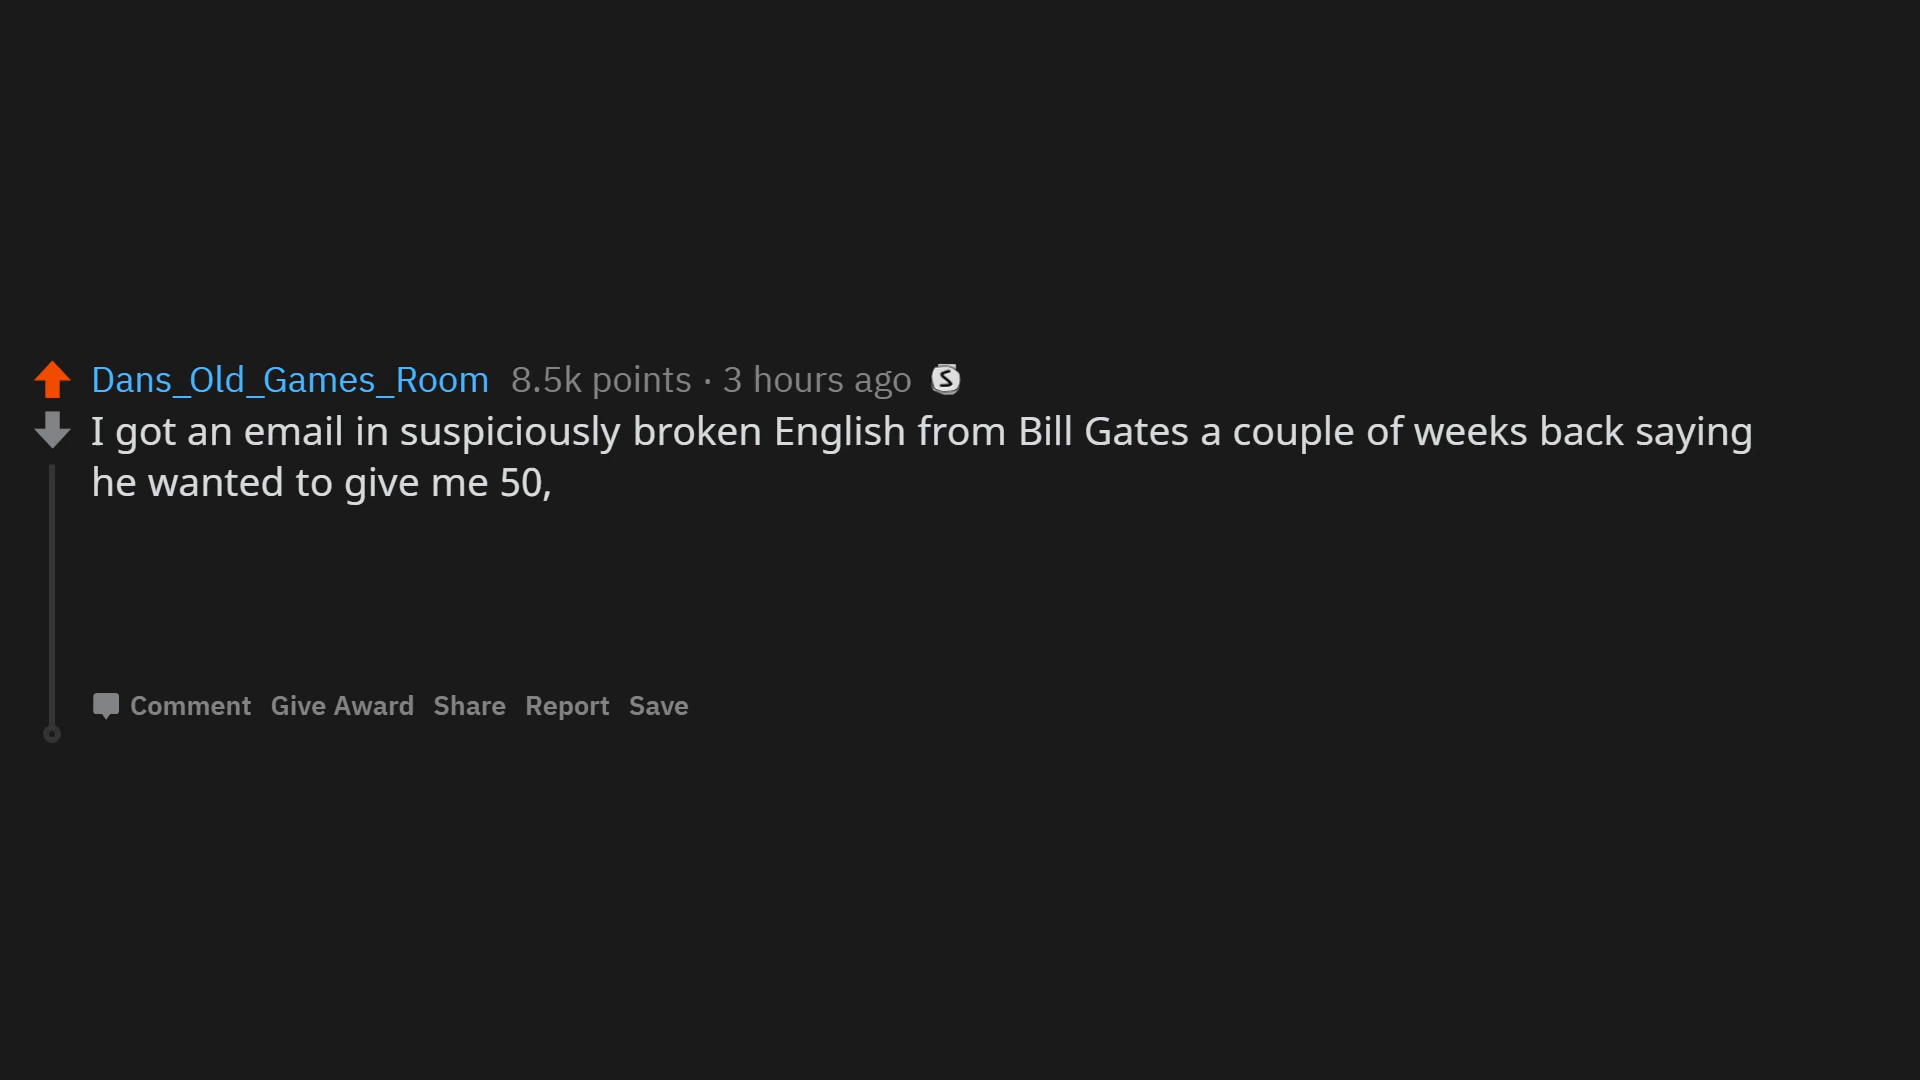 Dans_Old_Games_Room 8.5k points · 3 hours ago S
I got an email in suspiciously broken English from Bill Gates a couple of weeks back saying
he wanted to give me 50,
Comment Give Award Share Report Save